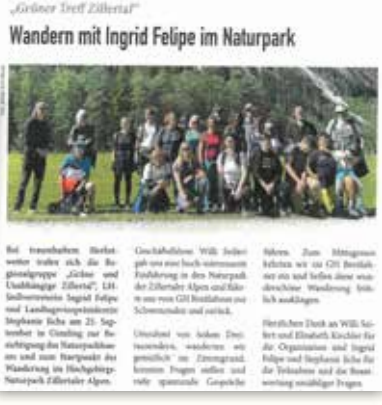 „Grüner Treff Zillertal"
Wandern mit Ingrid Felipe im Naturpark
Bei traumhaftem Herbst-
wetter trafen sich die Re-
gionalgruppe „Grüne und
Unabhängige Zillertal", LH-
Stellvertreterin Ingrid Felipe
und Landtagsvizepräsidentin
Stephanie Jicha am 25. Sep-
tember in Ginzling zur Be-
sichtigung des Naturparkhau-
ses und zum Startpunkt der
Wanderung im Hochgebirgs-
Naturpark Zillertaler Alpen.
Geschäftsführer Willi Seifert
gab uns eine hoch interessante
Einführung in den Naturpark
der Zillertaler Alpen und führ-
te uns vom GH Breitlahner zur
Schwemmalm und zurück.
Umrahmt von hohen Drei-
tausendern, wanderten wir
gemütlich im Zemmgrund,
konnten Fragen stellen und
viele spannende Gespräche
führen. Zum Mittagessen
kehrten wir im GH Breitlah-
ner ein und ließen diese wun-
derschöne Wanderung fröh-
lich ausklingen.
Herzlichen Dank an Willi Sei-
fert und Elisabeth Kirchler für
die Organisation und Ingrid
Felipe und Stephanie Jicha für
die Teilnahme und die Beant-
wortung unzähliger Fragen.